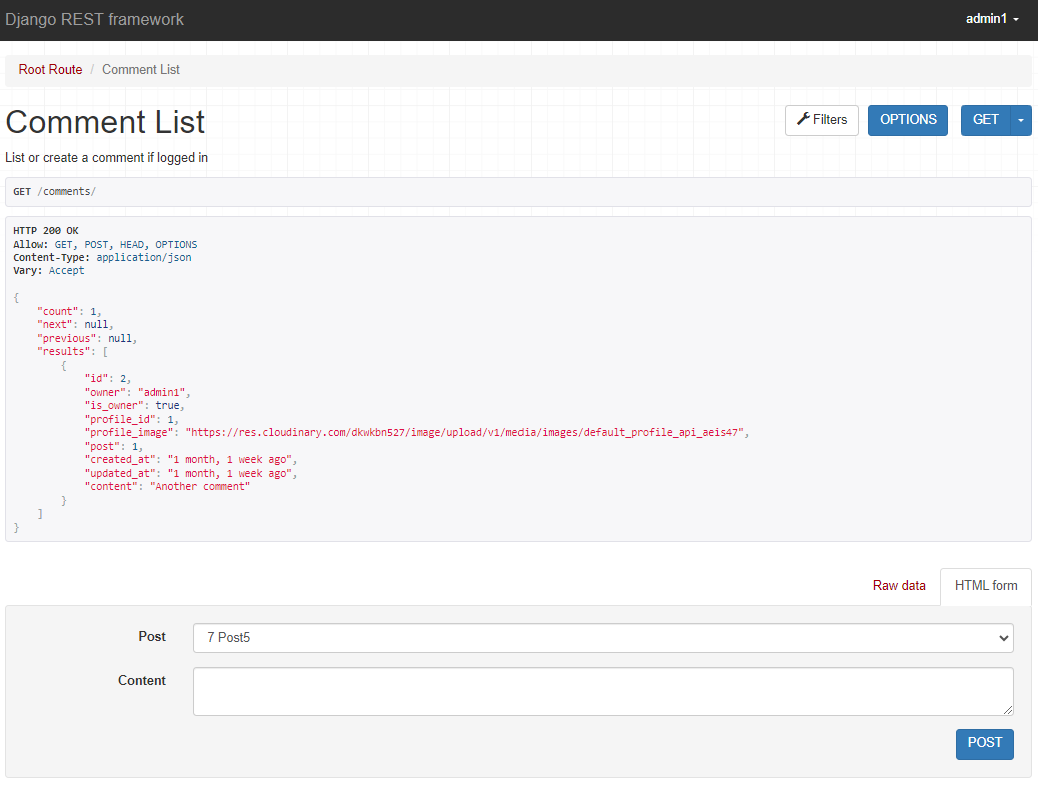 Django REST framework
admin1
Root Route / Comment List
Comment List
Filters
OPTIONS
GET
List or create a comment if logged in
GET /comments/
HTTP 200 OK
Allow: GET, POST, HEAD, OPTIONS
Content-Type: application/json
Vary: Accept
{
    "count": 1,
    "next": null,
    "previous": null,
    "results": [
        {
            "id": 2,
            "owner": "admin1",
            "is_owner": true,
            "profile_id": 1,
            "profile_image": "https://res.cloudinary.com/dkwkbn527/image/upload/v1/media/images/default_profile_api_aeis47",
            "post": 1,
            "created_at": "1 month, 1 week ago",
            "updated_at": "1 month, 1 week ago",
            "content": "Another comment"
        }
    ]
}
Raw data
HTML form
Post
7 Post5
Content
POST